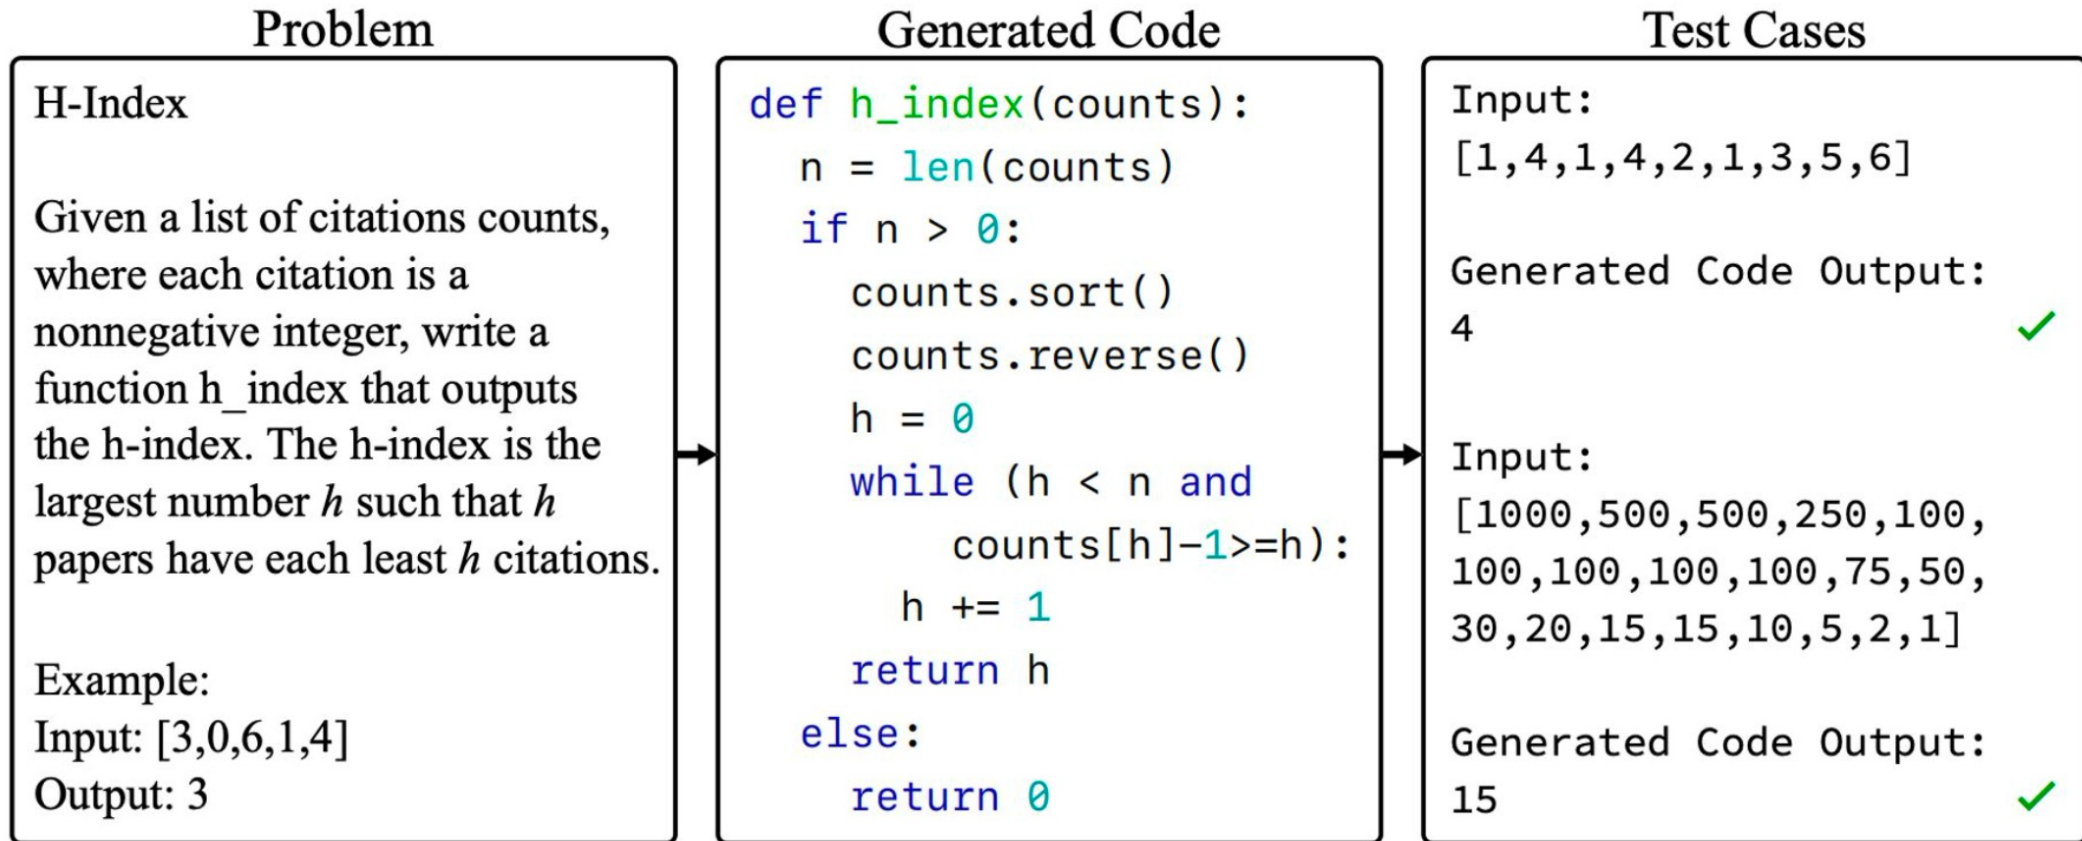 Problem
H-Index
Given a list of citations counts,
where each citation is a
nonnegative integer, write a
function h_index that outputs
the h-index. The h-index is the
largest number h such that h
papers have each least h citations.
Example:
Input: [3,0,6,1,4]
Output: 3
Generated Code
def h_index(counts):
  n = len(counts)
  if n > 0:
    counts.sort()
    counts.reverse()
    h = 0
    while (h < n and
        counts[h]-1>=h):
      h += 1
    return h
  else:
    return 0
Test Cases
Input:
[1,4,1,4,2,1,3,5,6]
Generated Code Output:
4
Input:
[1000,500,500,250,100,
100,100,100,100,75,50,
30,20,15,15,10,5,2,1]
Generated Code Output:
15